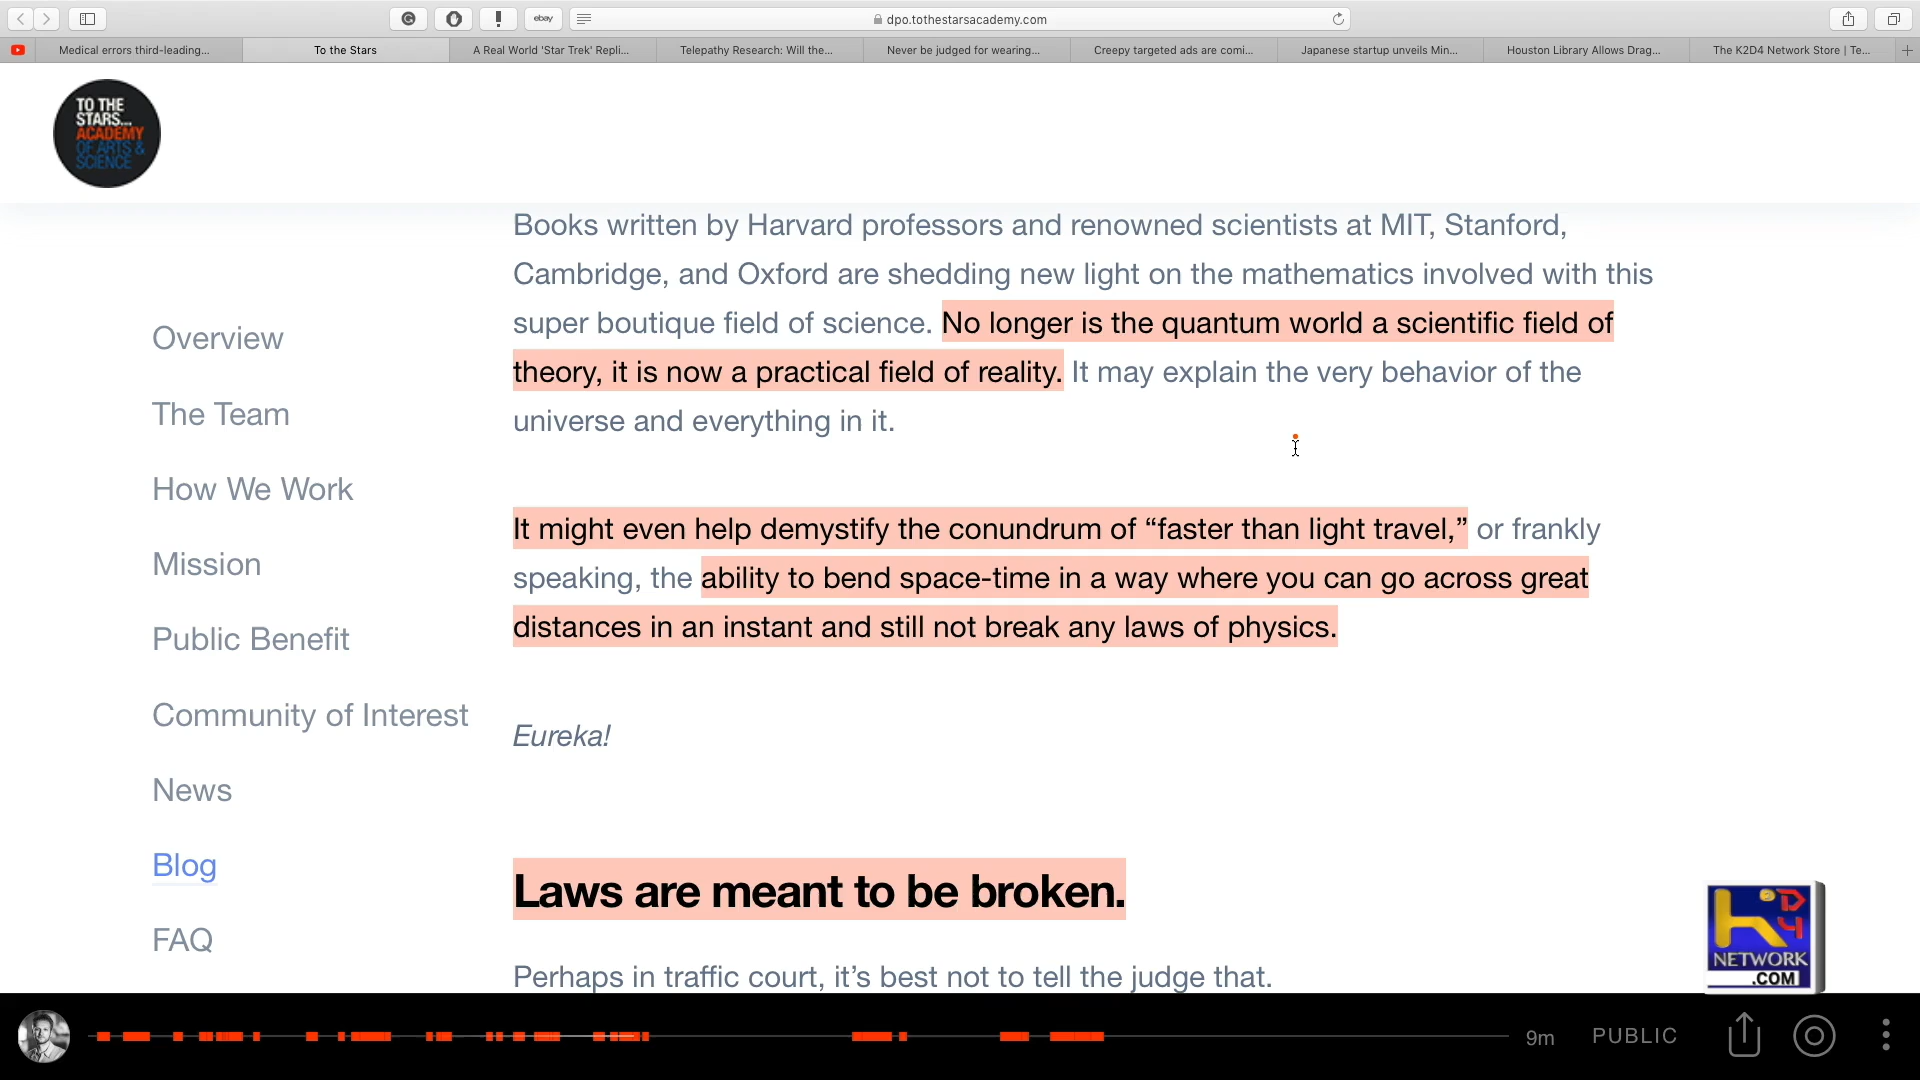 ebay
dpo.tothestarsacademy.com
Medical errors third-leading...
To the Stars
A Real World 'Star Trek' Repli...
Telepathy Research: Will the...
Never be judged for wearing...
Creepy targeted ads are comi...
Japanese startup unveils Min...
Houston Library Allows Drag...
The K2D4 Network Store | Te...
TO THE
STARS...
ACADEMY
OF ARTS &
SCIENCE
Overview
The Team
How We Work
Mission
Public Benefit
Community of Interest
News
Blog
FAQ
Books written by Harvard professors and renowned scientists at MIT, Stanford,
Cambridge, and Oxford are shedding new light on the mathematics involved with this
super boutique field of science. No longer is the quantum world a scientific field of
theory, it is now a practical field of reality. It may explain the very behavior of the
universe and everything in it.
It might even help demystify the conundrum of “faster than light travel,” or frankly
speaking, the ability to bend space-time in a way where you can go across great
distances in an instant and still not break any laws of physics.
Eureka!
Laws are meant to be broken.
Perhaps in traffic court, it’s best not to tell the judge that.
K D4
NETWORK
.COM
9m
PUBLIC